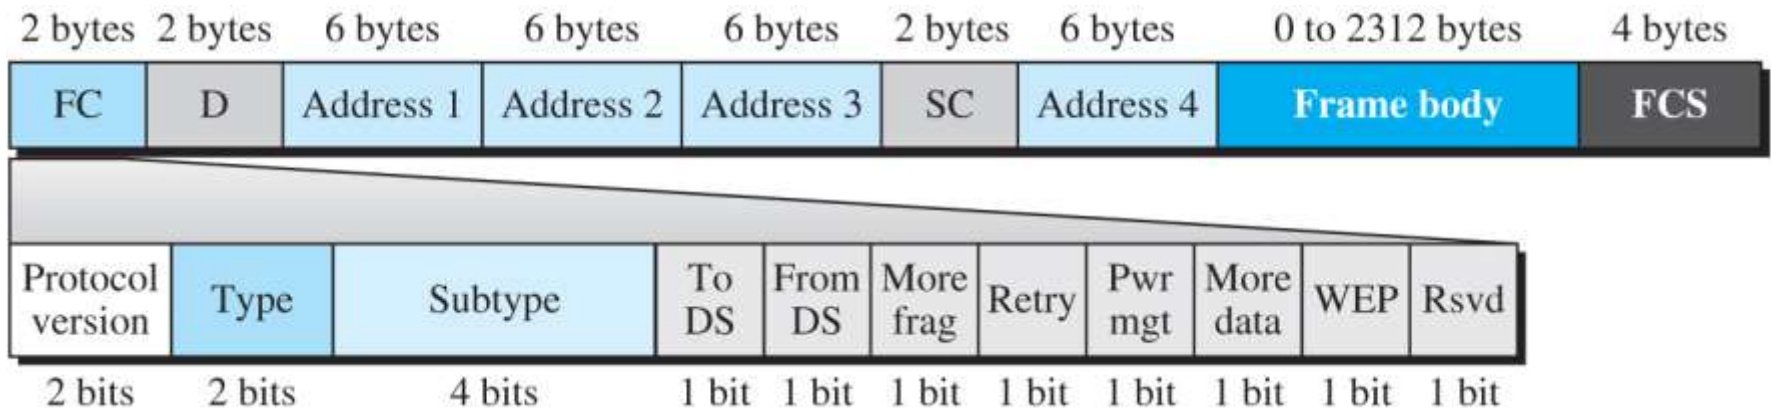 2 bytes 2 bytes 6 bytes 6 bytes 6 bytes 2 bytes 6 bytes 0 to 2312 bytes 4 bytes
FC D Address 1 Address 2 Address 3 SC Address 4 Frame body FCS
Protocol version Type Subtype To DS From DS More frag Retry Pwr mgt More data WEP Rsvd
2 bits 2 bits 4 bits 1 bit 1 bit 1 bit 1 bit 1 bit 1 bit 1 bit 1 bit